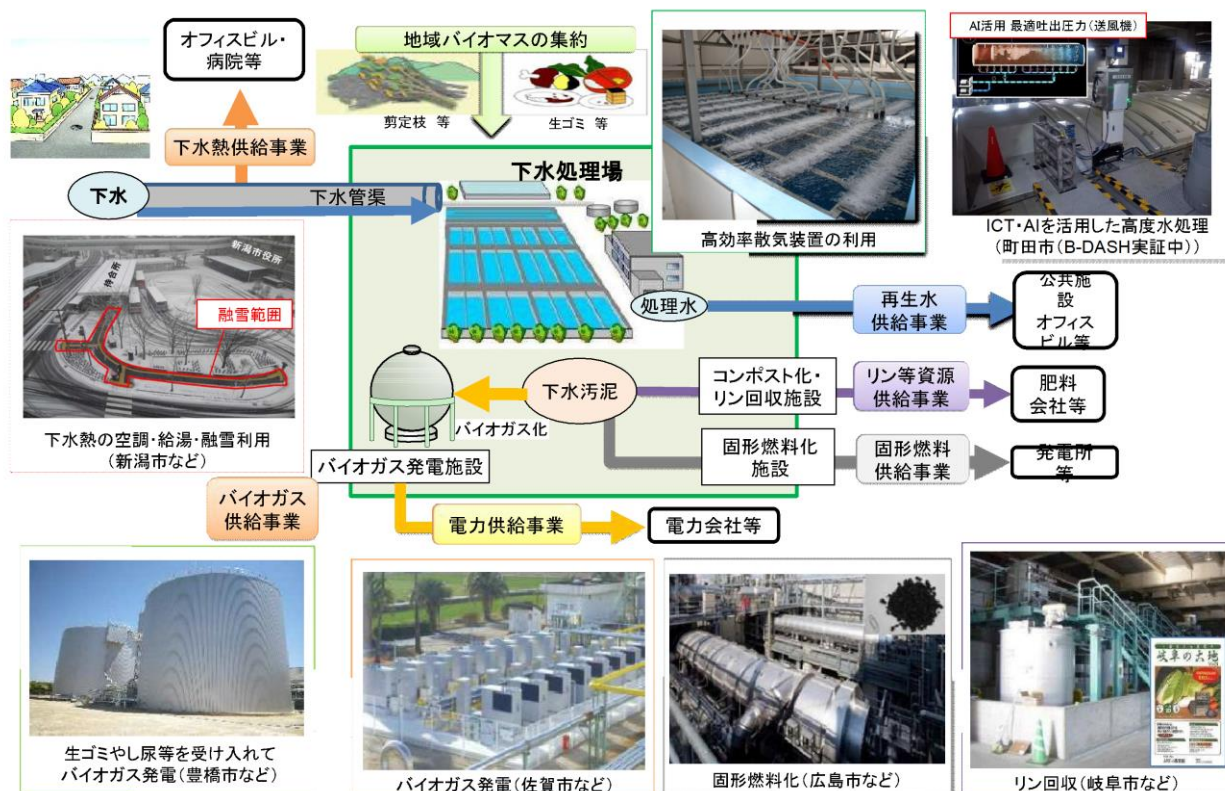 オフィスビル・
病院等
地域バイオマスの集約
剪定枝 等
生ゴミ 等
AI活用 最適吐出圧力(送風機)
下水熱供給事業
下水
下水管渠
下水処理場
高効率散気装置の利用
ICT・AIを活用した高度水処理
(町田市(B-DASH実証中))
新潟市役所
待合所
融雪範囲
下水熱の空調・給湯・融雪利用
(新潟市など)
処理水
再生水
供給事業
公共施
設
オフィス
ビル等
下水汚泥
バイオガス化
コンポスト化・
リン回収施設
リン等資源
供給事業
肥料
会社等
固形燃料化
施設
固形燃料
供給事業
発電所
等
バイオガス発電施設
バイオガス
供給事業
電力供給事業
電力会社等
生ゴミやし尿等を受け入れて
バイオガス発電(豊橋市など)
バイオガス発電(佐賀市など)
固形燃料化(広島市など)
岐阜の大地
リン回収(岐阜市など)